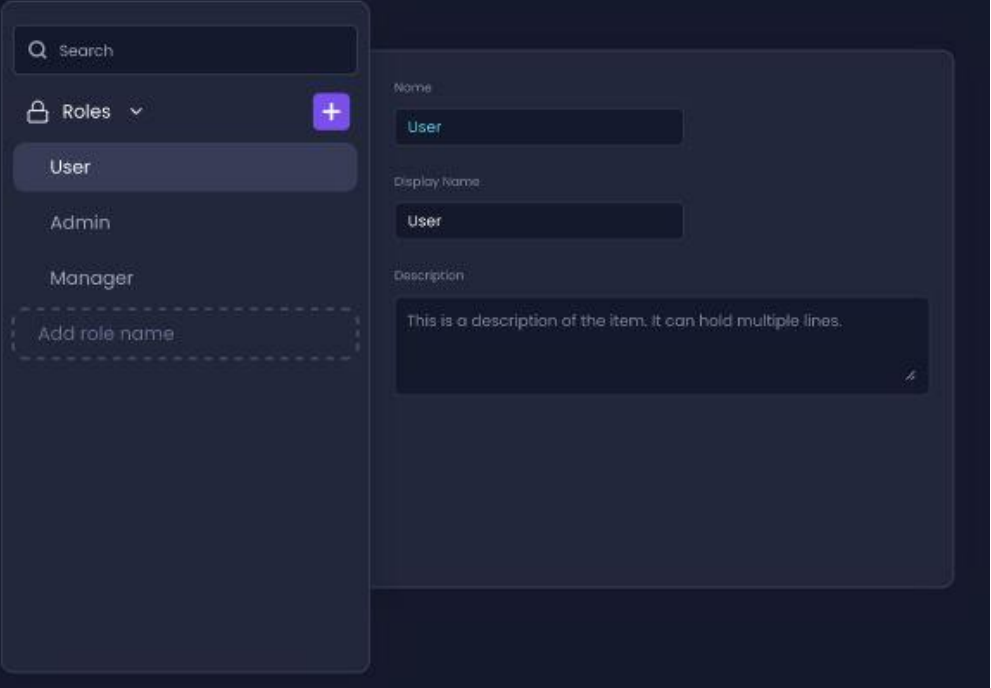 Search
Roles
User
Admin
Manager
Add role name
Name
User
Display Name
User
Description
This is a description of the item. It can hold multiple lines.